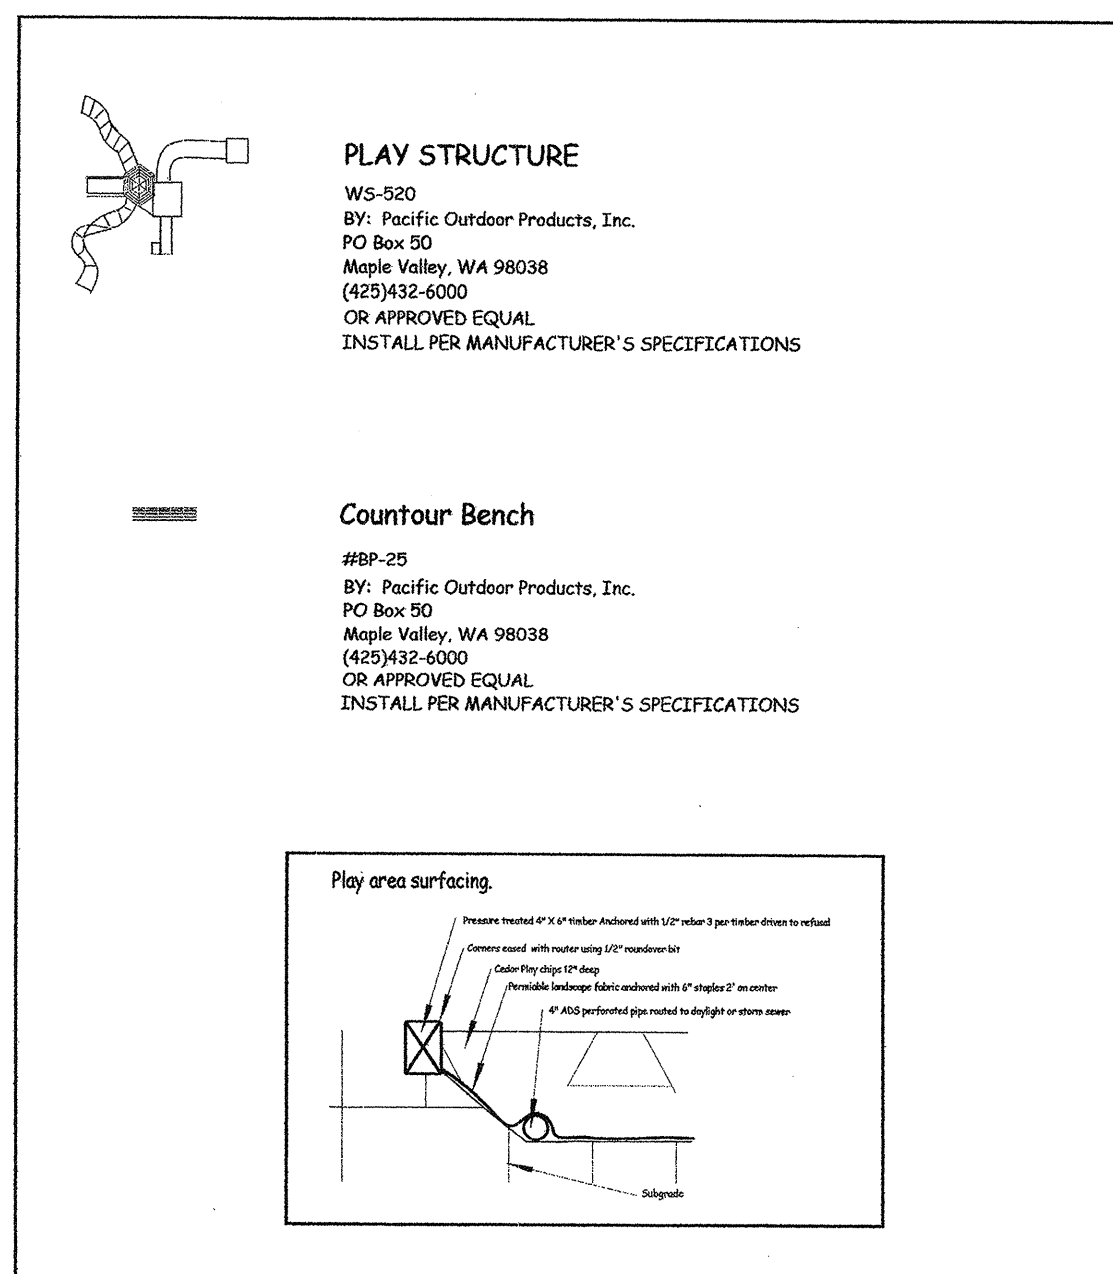 PLAY STRUCTURE
WS-520
BY: Pacific Outdoor Products, Inc.
PO Box 50
Maple Valley, WA 98038
(425)432-6000
OR APPROVED EQUAL
INSTALL PER MANUFACTURER'S SPECIFICATIONS
Countour Bench
#BP-25
BY: Pacific Outdoor Products, Inc.
PO Box 50
Maple Valley, WA 98038
(425)432-6000
OR APPROVED EQUAL
INSTALL PER MANUFACTURER'S SPECIFICATIONS
Play area surfacing.
Pressure treated 4" X 6" timber Anchored with 1/2" rebar 3 per timber driven to refusal
Corners eased with router using 1/2" roundover bit
Cedar Play chips 12" deep
Permiable landscape fabric anchored with 6" staples 2' on center
4" ADS perforated pipe routed to daylight or storm sewer
Subgrade